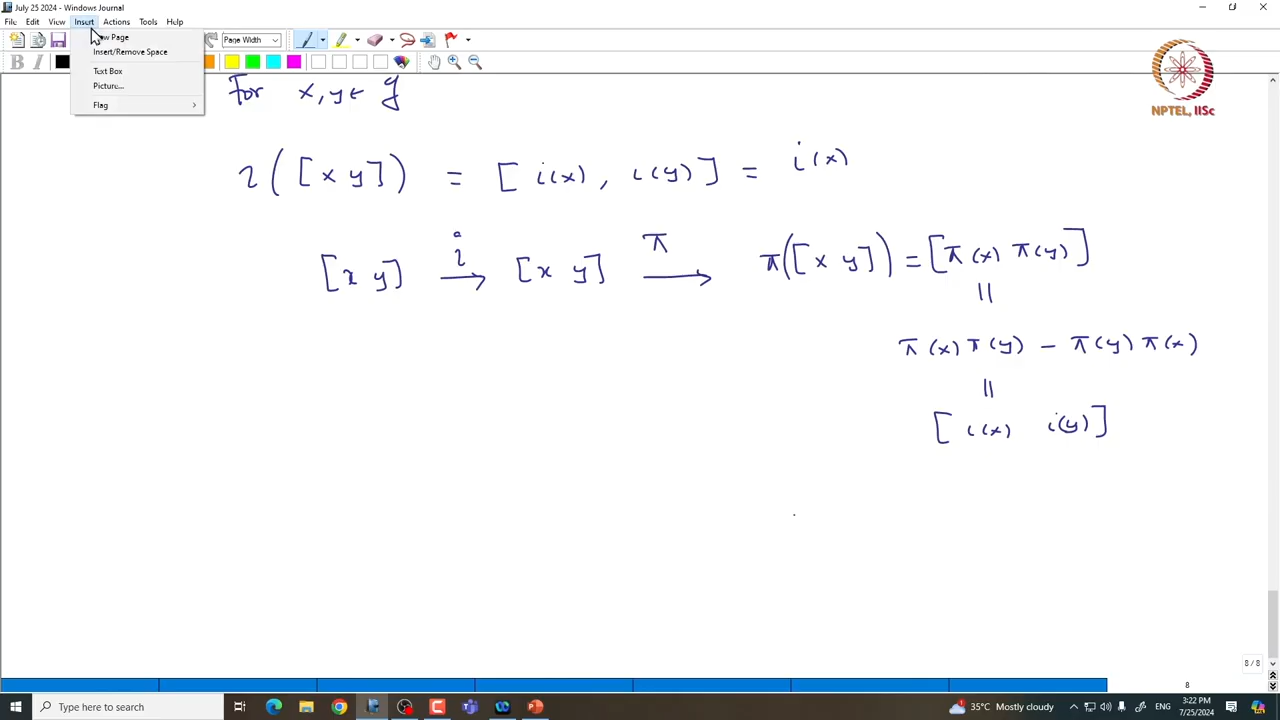 July 25 2024 - Windows Journal
File Edit View Insert Actions Tools Help
New Page
Insert/Remove Space
Text Box
Picture...
Flag
Page Width
B I
NPTEL, IISc
For x, y ∈ g
i([x y]) = [i(x), i(y)] = i(x)
[x y] i→ [x y] π→ π([x y]) = [π(x) π(y)]
||
π(x) π(y) - π(y) π(x)
||
[i(x) i(y)]
8 / 8
8
Type here to search
35°C Mostly cloudy
ENG
3:22 PM
7/25/2024